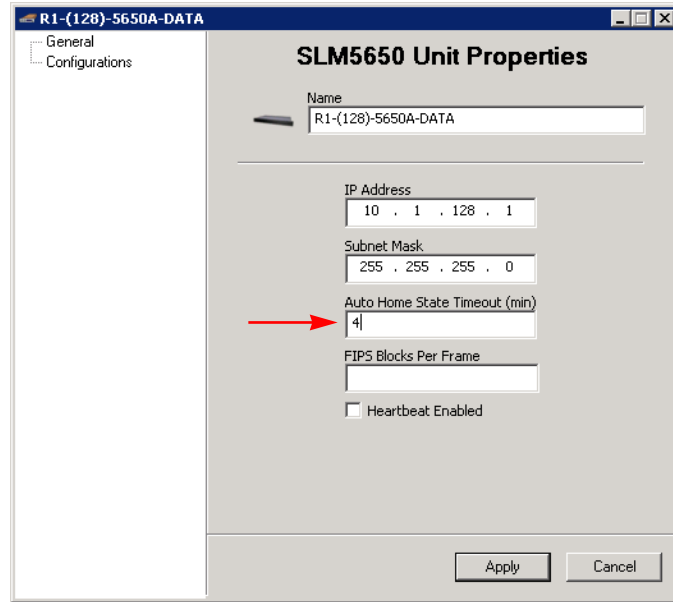 R1-(128)-5650A-DATA
General
Configurations
SLM5650 Unit Properties
Name
R1-(128)-5650A-DATA
IP Address
10 . 1 . 128 . 1
Subnet Mask
255 . 255 . 255 . 0
Auto Home State Timeout (min)
4
FIPS Blocks Per Frame
Heartbeat Enabled
Apply
Cancel